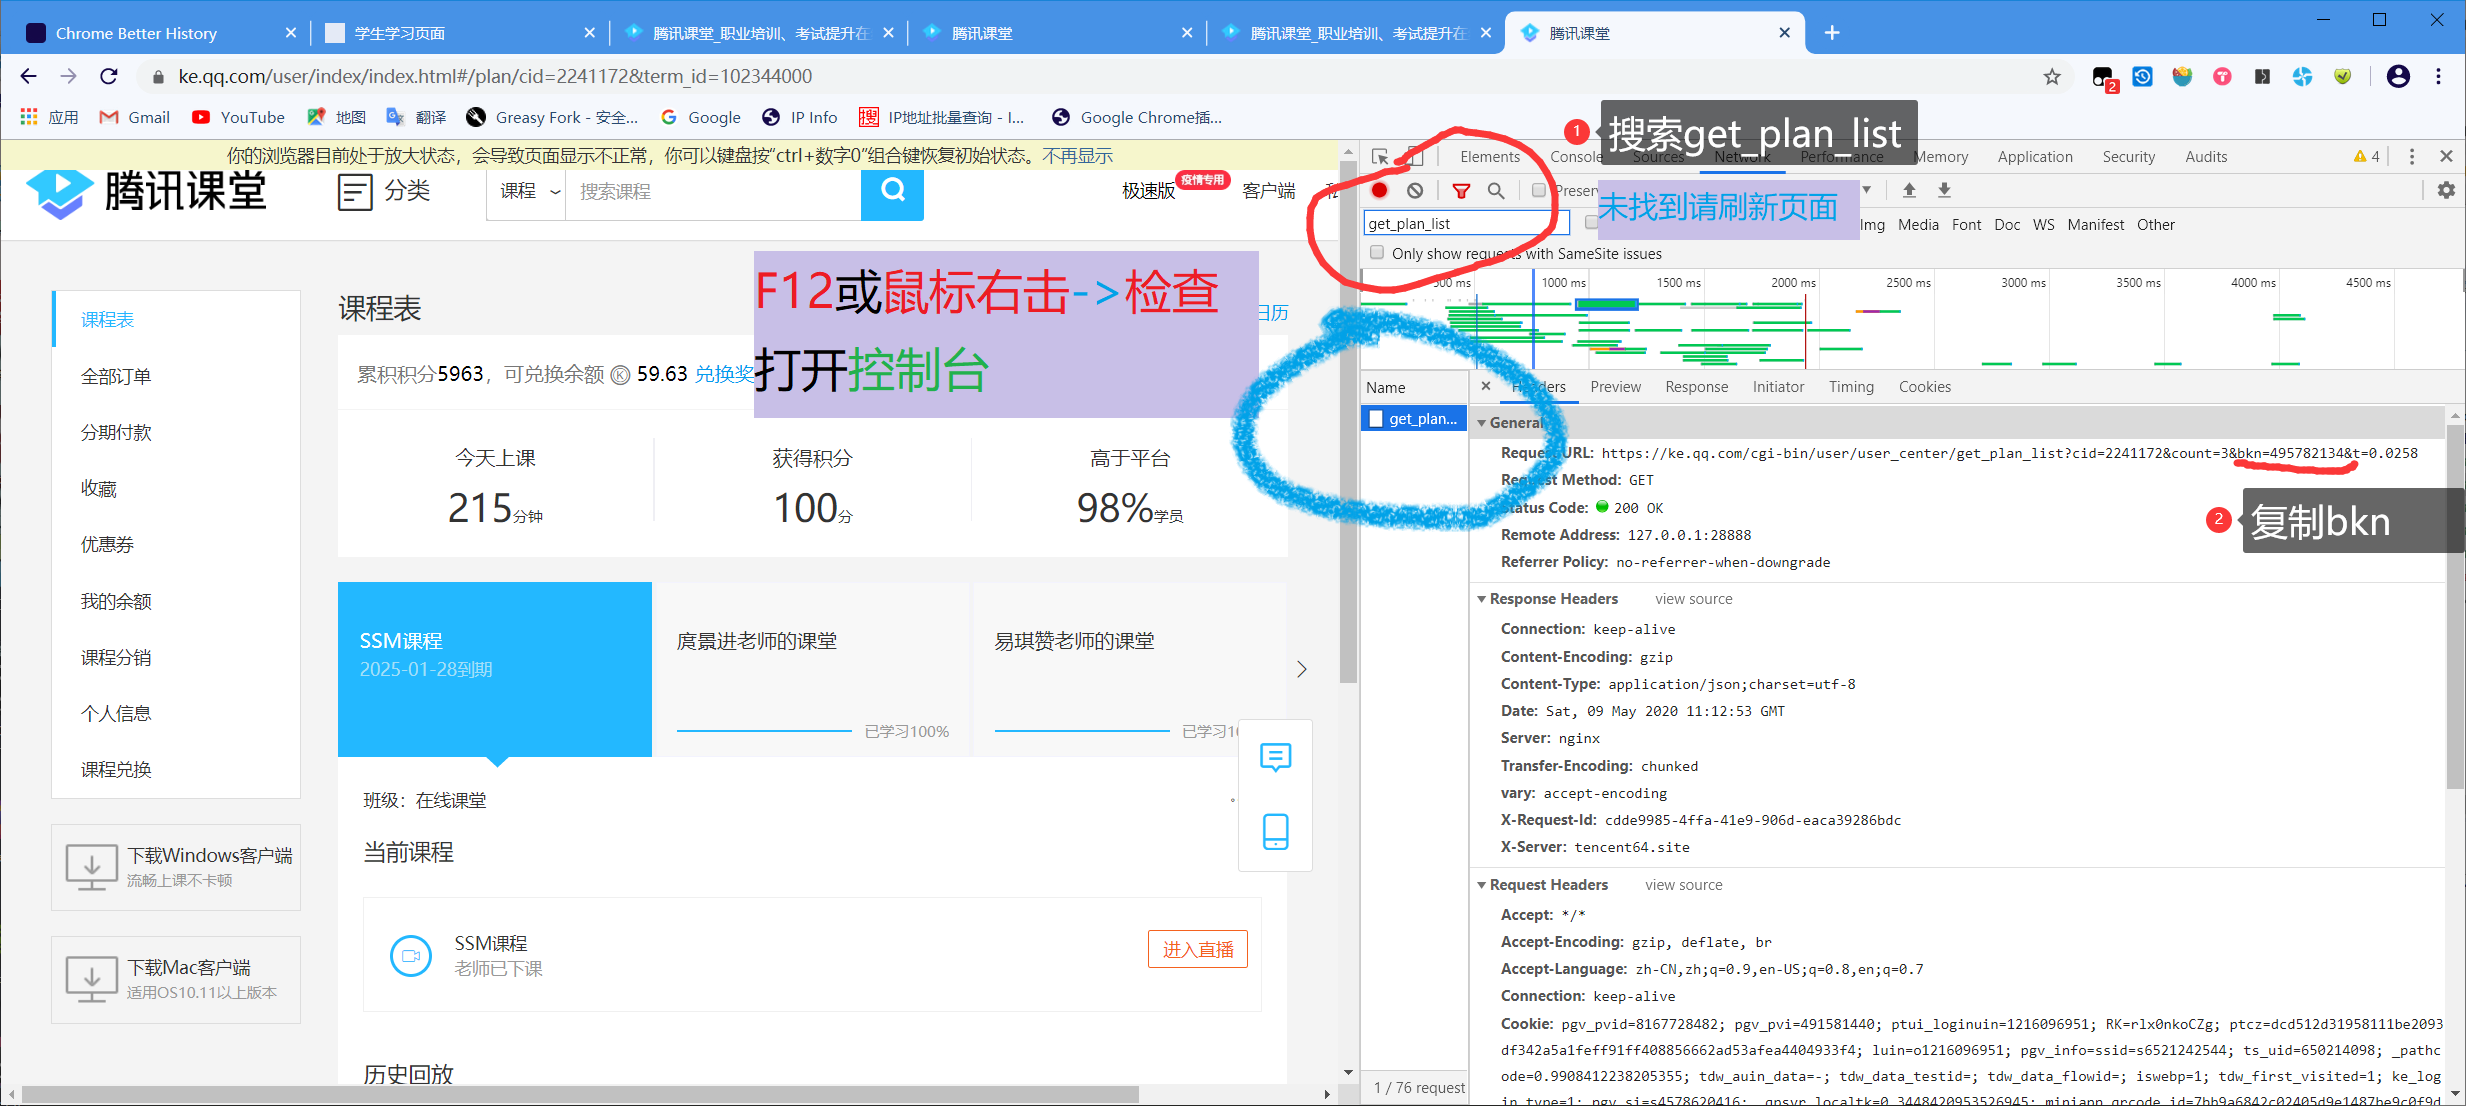 Chrome Better History
学生学习页面
腾讯课堂_职业培训、考试提升在
腾讯课堂
腾讯课堂_职业培训、考试提升在
腾讯课堂
ke.qq.com/user/index/index.html#/plan/cid=2241172&term_id=102344000
2
应用
Gmail
YouTube
地图
翻译
Greasy Fork - 安全...
Google
IP Info
搜
IP地址批量查询 - I...
Google Chrome插...
你的浏览器目前处于放大状态，会导致页面显示不正常，你可以键盘按“ctrl+数字0”组合键恢复初始状态。不再显示
腾讯课堂
分类
课程
搜索课程
极速版
疫情专用
客户端
F12或鼠标右击->检查
打开控制台
课程表
全部订单
分期付款
收藏
优惠券
我的余额
课程分销
个人信息
课程兑换
下载Windows客户端
流畅上课不卡顿
下载Mac客户端
适用OS10.11以上版本
课程表
日历
累积积分5963，可兑换余额 K 59.63 兑换奖
今天上课
215分钟
获得积分
100分
高于平台
98%学员
SSM课程
2025-01-28到期
庹景进老师的课堂
已学习100%
易琪赞老师的课堂
已学习10
班级：在线课堂
当前课程
SSM课程
老师已下课
进入直播
历史回放
1
搜索get_plan_list
Elements
Console
Sources
Network
Performance
Memory
Application
Security
Audits
4
Preserv
未找到请刷新页面
get_plan_list
Img
Media
Font
Doc
WS
Manifest
Other
Only show requests with SameSite issues
500 ms
1000 ms
1500 ms
2000 ms
2500 ms
3000 ms
3500 ms
4000 ms
4500 ms
Name
get_plan...
1 / 76 request
Headers
Preview
Response
Initiator
Timing
Cookies
General
Request URL: https://ke.qq.com/cgi-bin/user/user_center/get_plan_list?cid=2241172&count=3&bkn=495782134&t=0.0258
Request Method: GET
Status Code: 200 OK
Remote Address: 127.0.0.1:28888
Referrer Policy: no-referrer-when-downgrade
2
复制bkn
Response Headers
view source
Connection: keep-alive
Content-Encoding: gzip
Content-Type: application/json;charset=utf-8
Date: Sat, 09 May 2020 11:12:53 GMT
Server: nginx
Transfer-Encoding: chunked
vary: accept-encoding
X-Request-Id: cdde9985-4ffa-41e9-906d-eaca39286bdc
X-Server: tencent64.site
Request Headers
view source
Accept: */*
Accept-Encoding: gzip, deflate, br
Accept-Language: zh-CN,zh;q=0.9,en-US;q=0.8,en;q=0.7
Connection: keep-alive
Cookie: pgv_pvid=8167728482; pgv_pvi=491581440; ptui_loginuin=1216096951; RK=rlx0nkoCZg; ptcz=dcd512d31958111be2093
df342a5a1feff91ff408856662ad53afea4404933f4; luin=o1216096951; pgv_info=ssid=s6521242544; ts_uid=650214098; _pathc
ode=0.9908412238205355; tdw_auin_data=-; tdw_data_testid=; tdw_data_flowid=; iswebp=1; tdw_first_visited=1; ke_log
in_type=1; pgv_si=s4578620416; _qpsvr_localtk=0.3448420953526945; miniapp_qrcode_id=7bb9a6842c02405d9e1487be9c0f9d